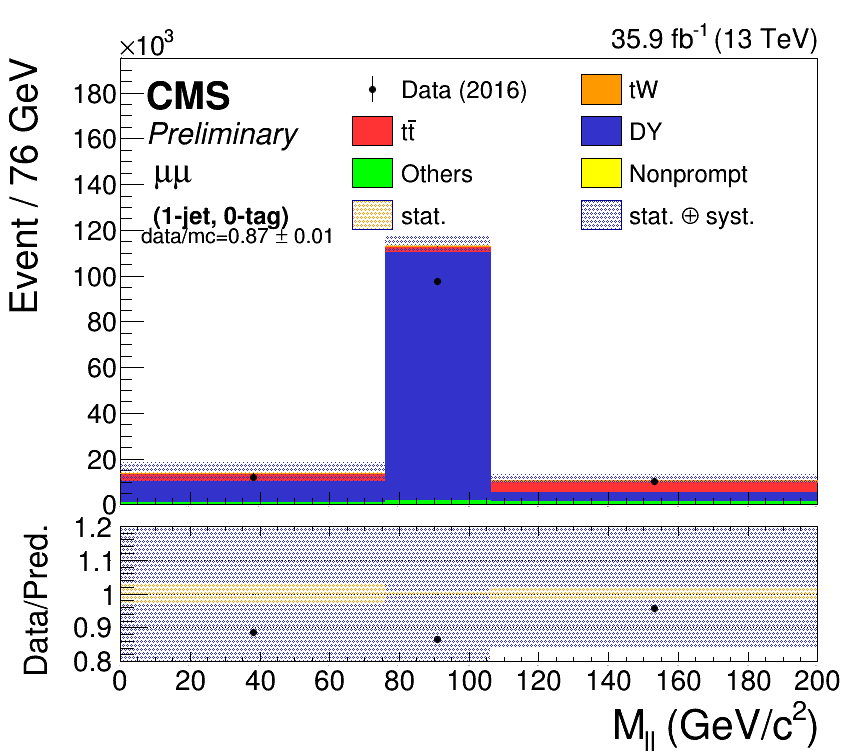 ×10³
35.9 fb⁻¹ (13 TeV)
Event / 76 GeV
180
160
140
120
100
80
60
40
20
0
CMS
Preliminary
μμ
(1-jet, 0-tag)
data/mc=0.87 ± 0.01
Data (2016)
tW
tt̄
DY
Others
Nonprompt
stat.
stat. ⊕ syst.
Data/Pred.
1.2
1.1
1
0.9
0.8
0 20 40 60 80 100 120 140 160 180 200
M_ll (GeV/c²)